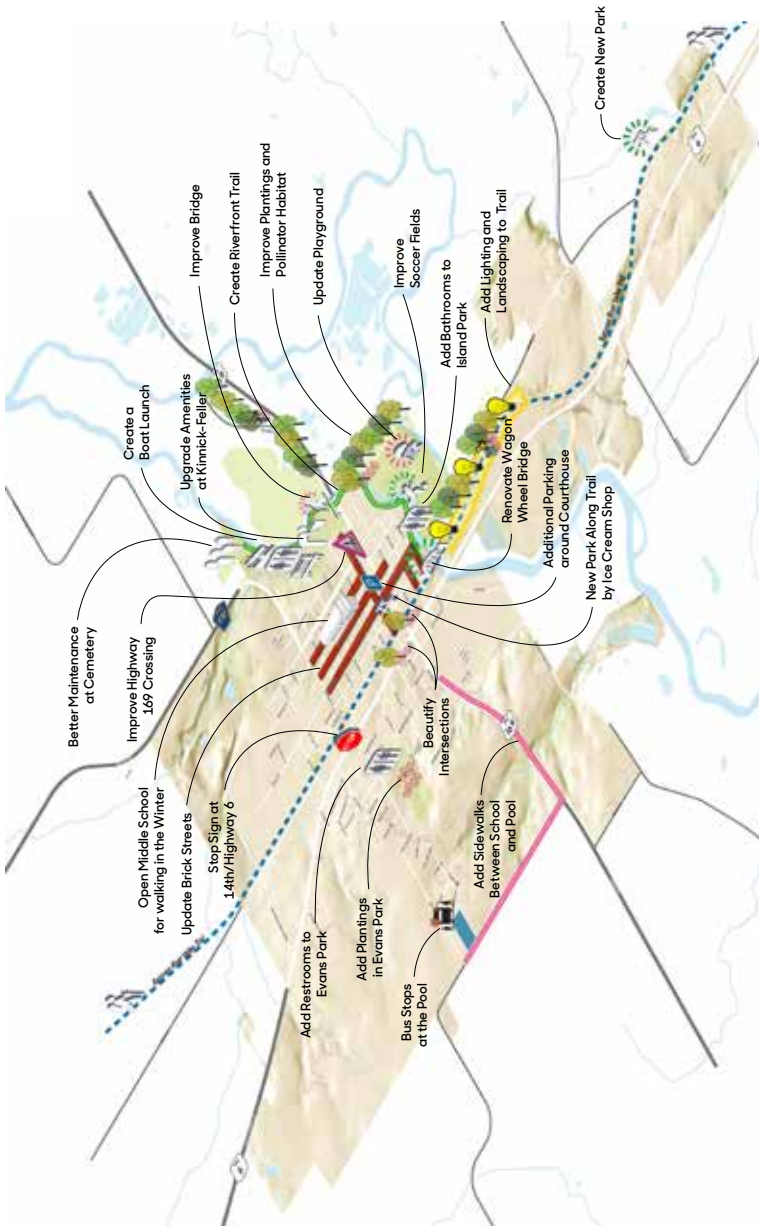 Better Maintenance
at Cemetery
Create a
Boat Launch
Improve Highway
169 Crossing
Open Middle School
for walking in the Winter
Upgrade Amenities
at Kinnick-Feller
Update Brick Streets
Improve Bridge
Stop Sign at
14th/Highway 6
Create Riverfront Trail
Improve Plantings and
Pollinator Habitat
Add Restrooms to
Evans Park
Update Playground
Add Plantings
in Evans Park
Improve
Soccer Fields
Bus Stops
at the Pool
Beautify
Intersections
Add Bathrooms to
Island Park
Add Sidewalks
Between School
and Pool
Add Lighting and
Landscaping to Trail
Renovate Wagon
Wheel Bridge
Additional Parking
around Courthouse
New Park Along Trail
by Ice Cream Shop
Create New Park